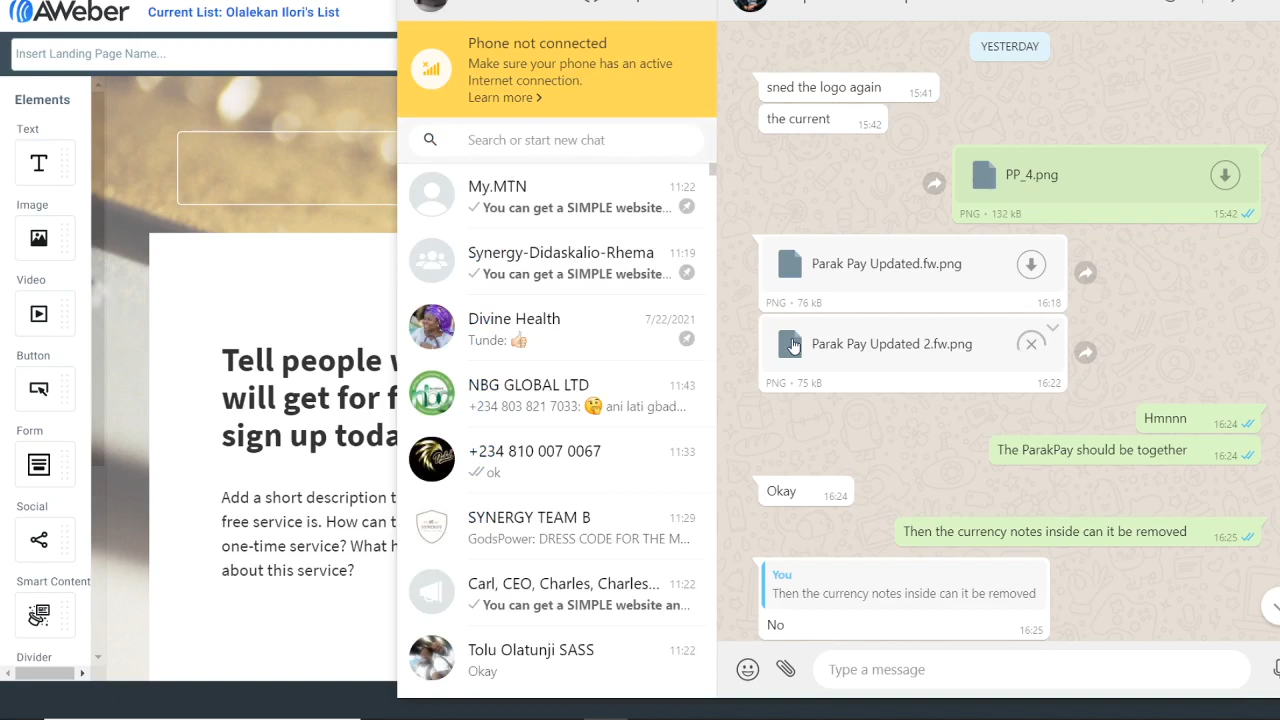 AWeber
Current List: Olalekan Ilori's List
Insert Landing Page Name...
Elements
Text
T
Image
Video
Button
Form
Social
Smart Content
Divider
Tell people
will get for f
sign up toda
Add a short description t
free service is. How can t
one-time service? What h
about this service?
Phone not connected
Make sure your phone has an active
Internet connection.
Learn more >
Search or start new chat
My.MTN 11:22
You can get a SIMPLE website...
Synergy-Didaskalio-Rhema 11:19
You can get a SIMPLE website...
Divine Health 7/22/2021
Tunde: 👍🏼
NBG GLOBAL LTD 11:43
+234 803 821 7033: 🤔 ani lati gbad...
+234 810 007 0067 11:33
ok
SYNERGY TEAM B 11:29
GodsPower: DRESS CODE FOR THE M...
Carl, CEO, Charles, Charles... 11:22
You can get a SIMPLE website an...
Tolu Olatunji SASS 11:22
Okay
YESTERDAY
sned the logo again 15:41
the current 15:42
PP_4.png
PNG • 132 kB 15:42
Parak Pay Updated.fw.png
PNG • 76 kB 16:18
Parak Pay Updated 2.fw.png
PNG • 75 kB 16:22
Hmnnn 16:24
The ParakPay should be together 16:24
Okay 16:24
Then the currency notes inside can it be removed 16:25
You
Then the currency notes inside can it be removed
No 16:25
Type a message